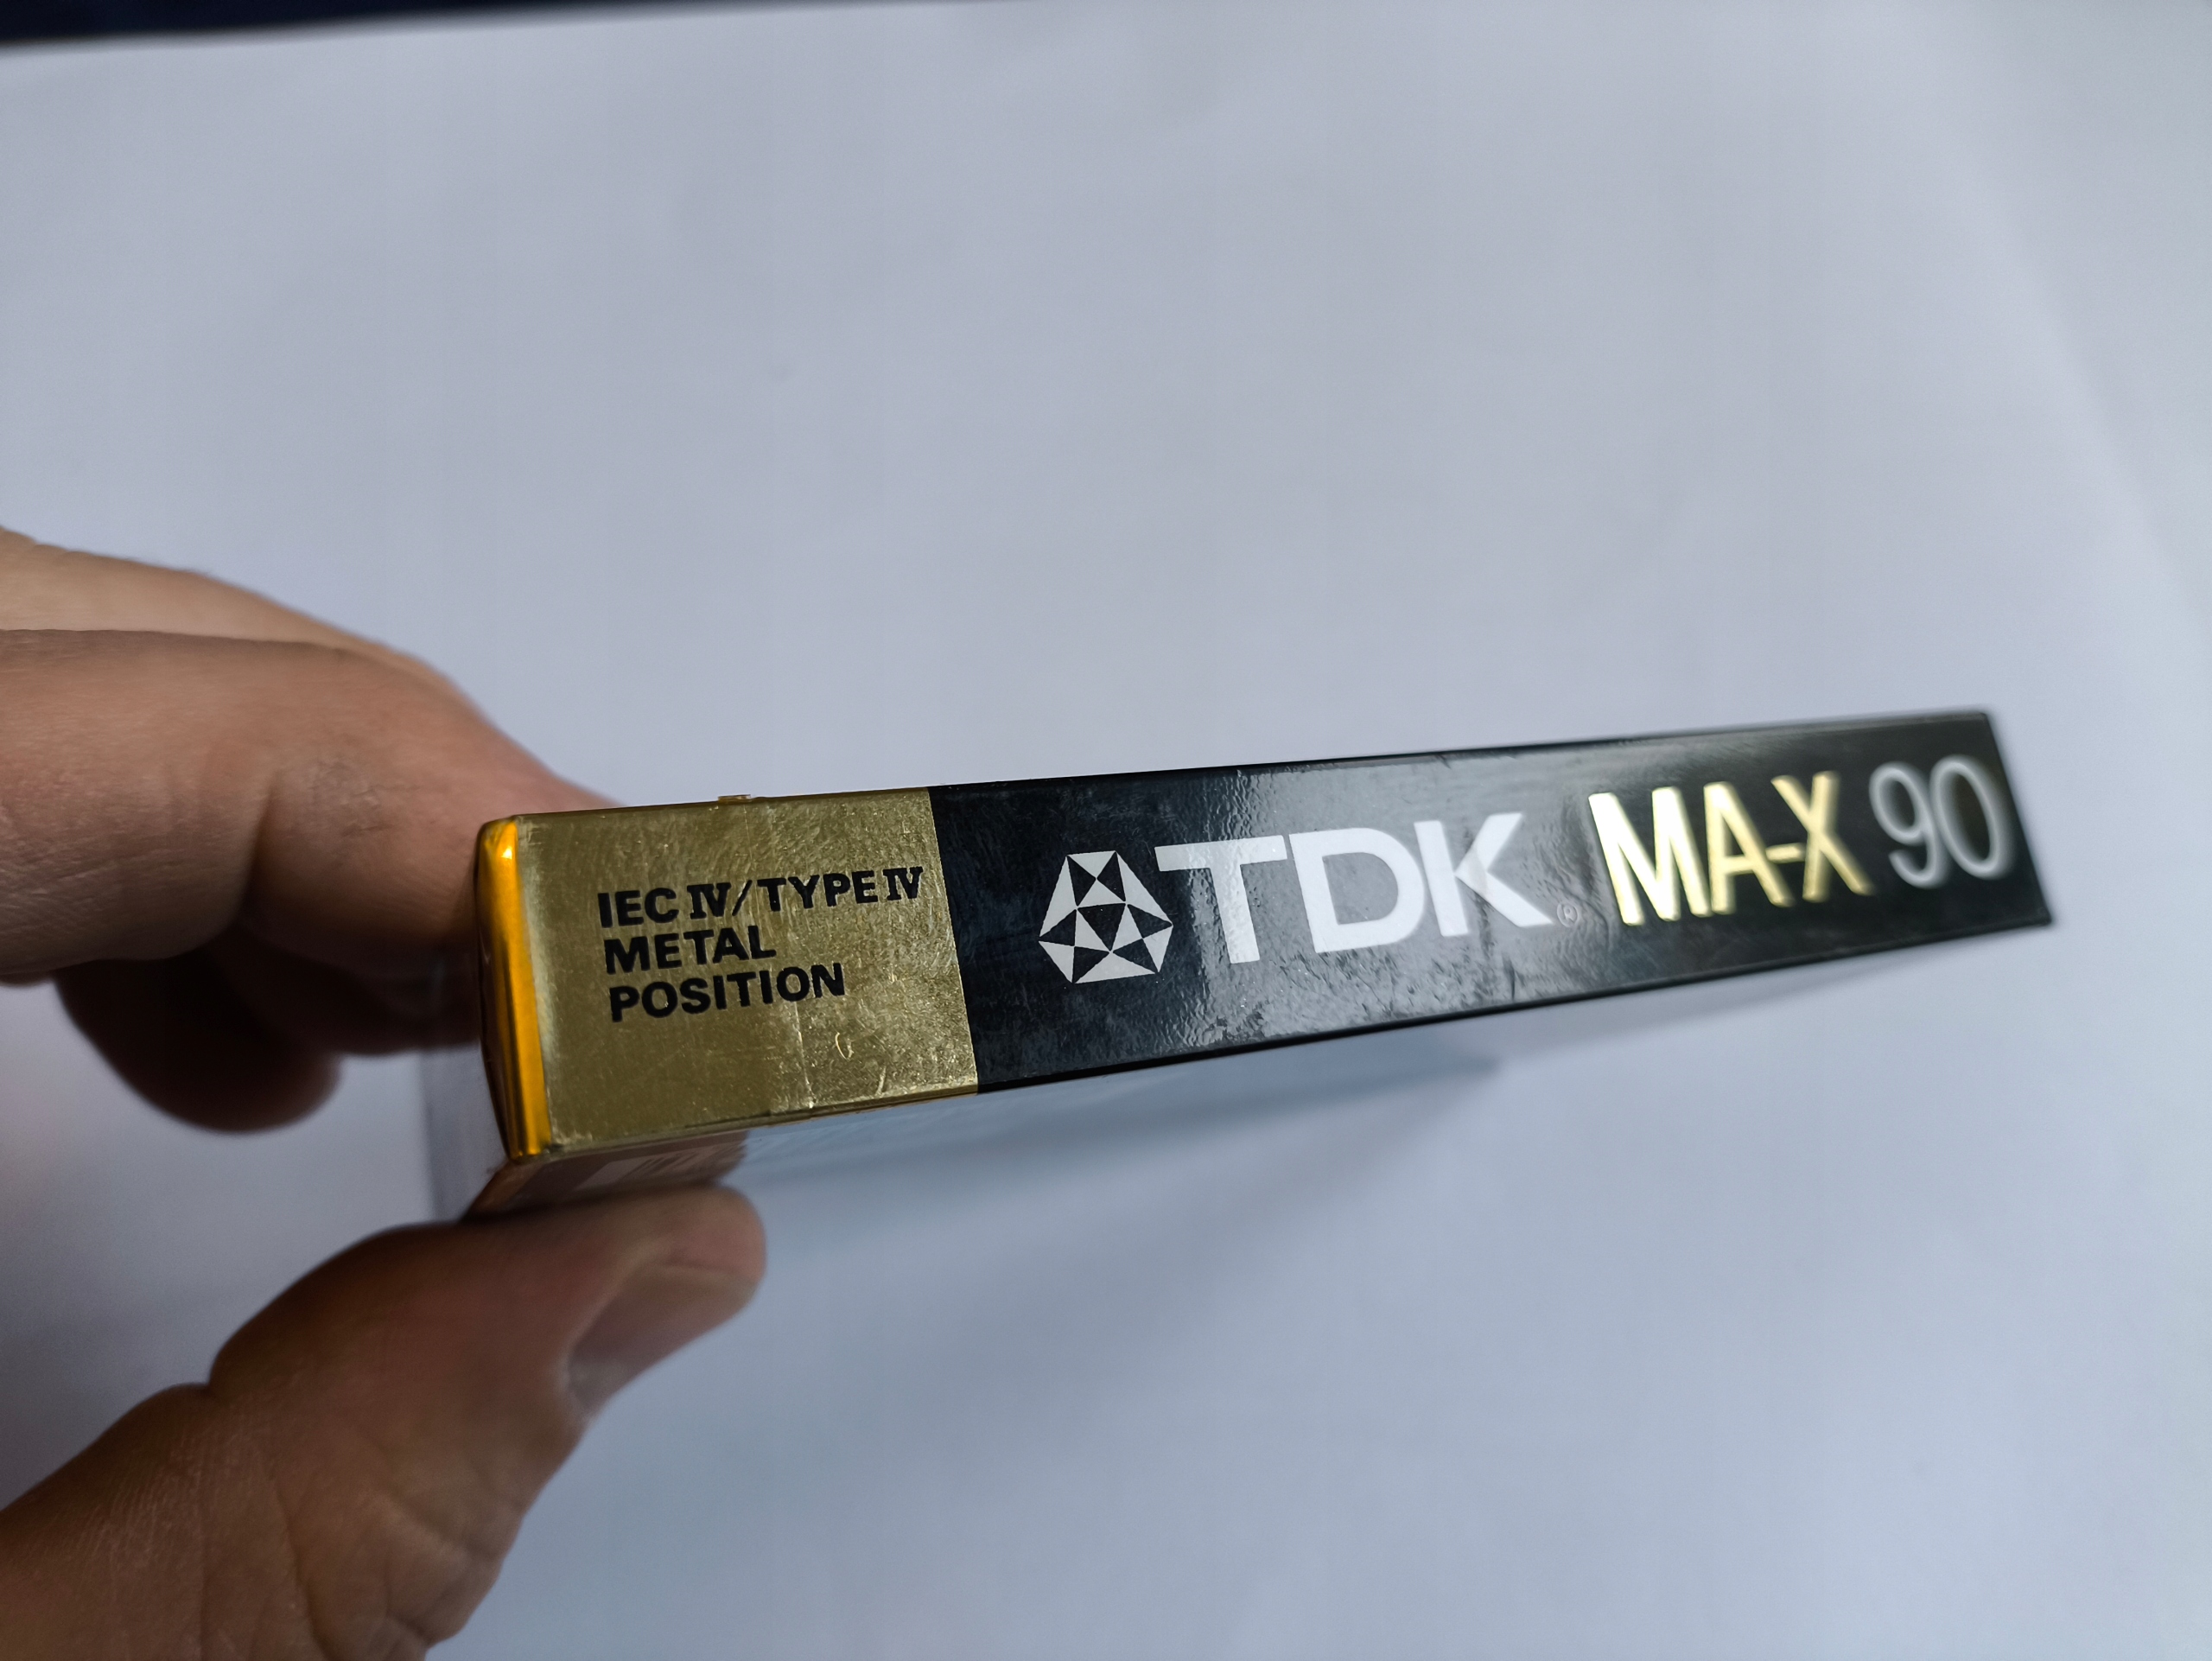 IEC IV/TYPE IV
METAL
POSITION
TDK® MA-X 90